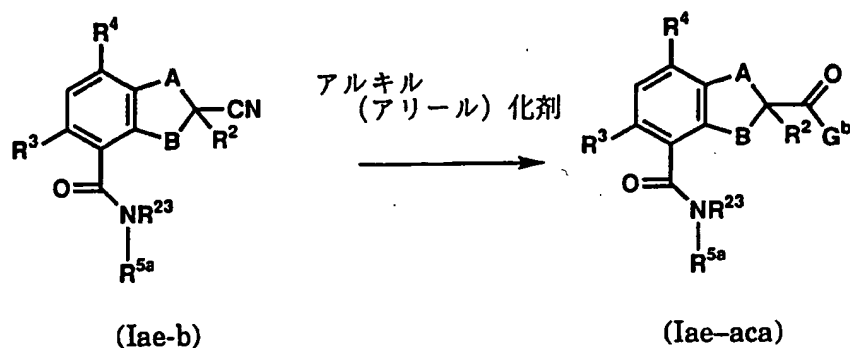 R⁴
A
CN
B
R²
R³
O
NR²³
R⁵ᵃ
(Iae-b)
アルキル
(アリール) 化剤
R⁴
A
O
B
R²
Gᵇ
R³
O
NR²³
R⁵ᵃ
(Iae–aca)